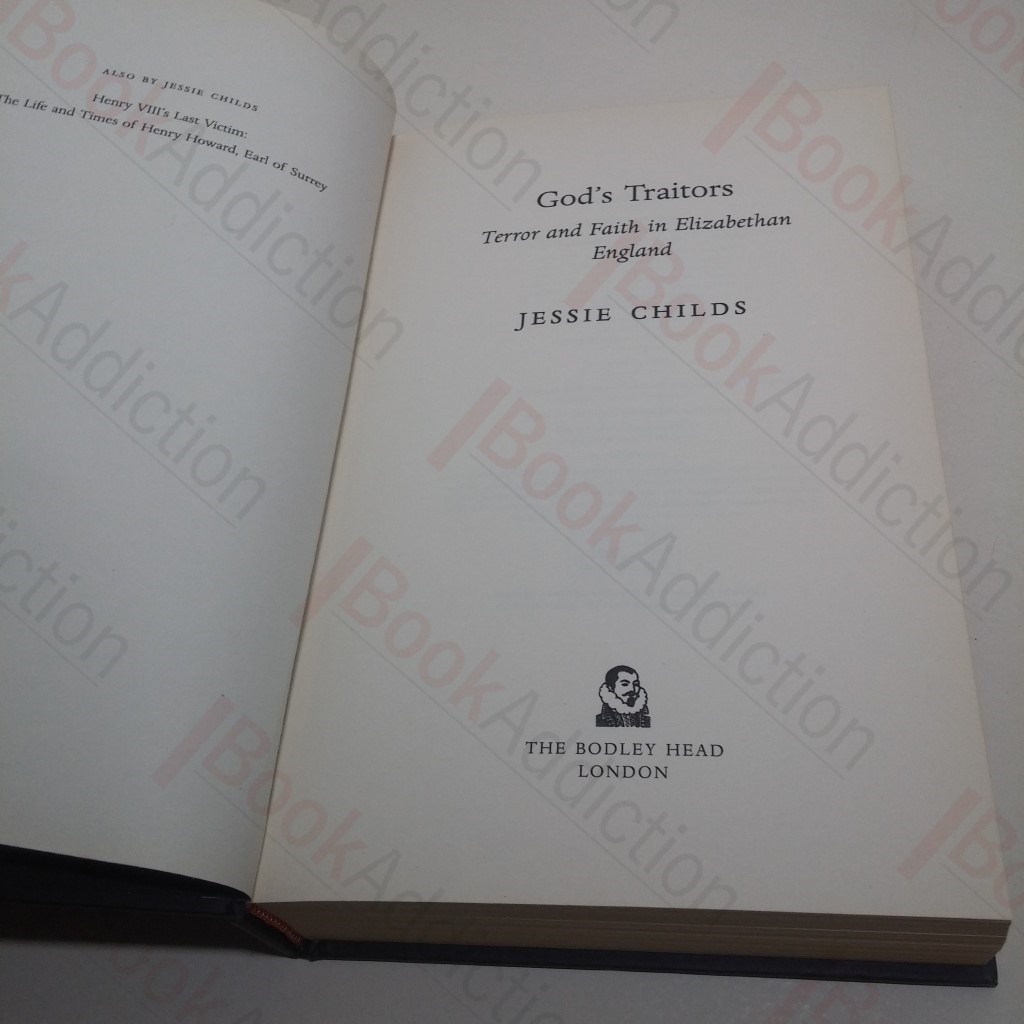 ALSO BY JESSIE CHILDS
Henry VIII's Last Victim:
The Life and Times of Henry Howard, Earl of Surrey
God's Traitors
Terror and Faith in Elizabethan
England
JESSIE CHILDS
THE BODLEY HEAD
LONDON
BookAddiction